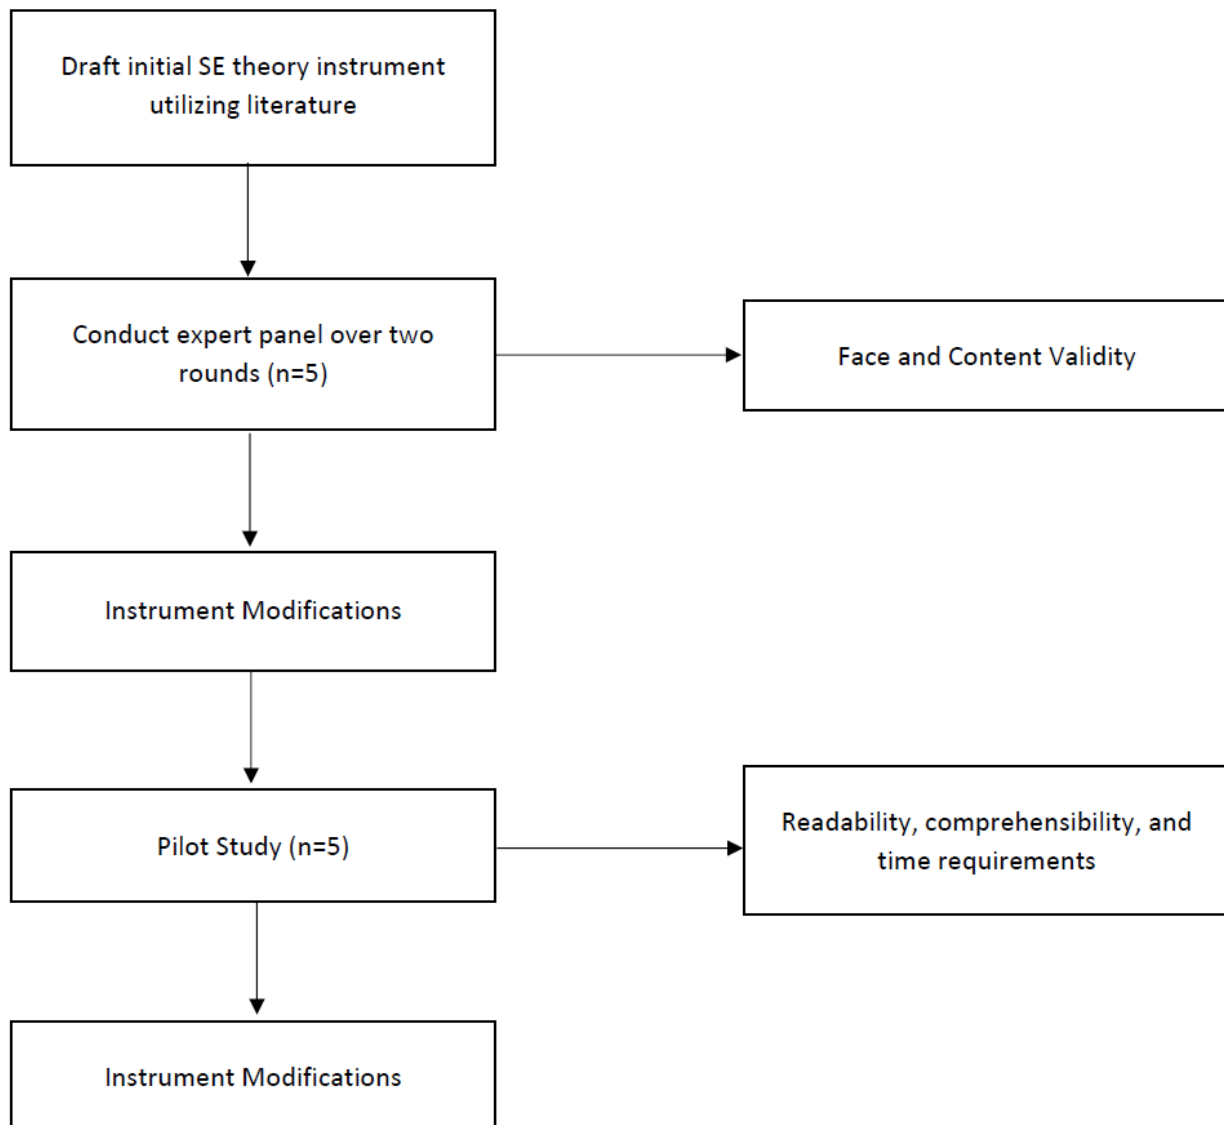 Draft initial SE theory instrument
utilizing literature
Conduct expert panel over two
rounds (n=5)
Face and Content Validity
Instrument Modifications
Pilot Study (n=5)
Readability, comprehensibility, and
time requirements
Instrument Modifications